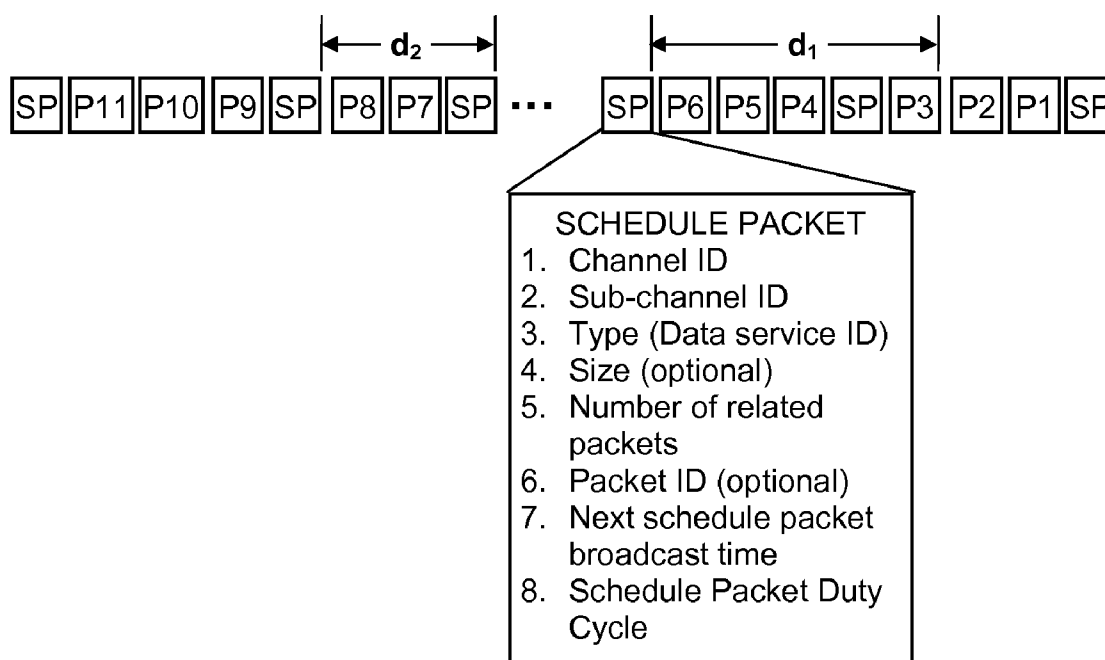 d₂ d₁
SP P11 P10 P9 SP P8 P7 SP ... SP P6 P5 P4 SP P3 P2 P1 SP
SCHEDULE PACKET
1. Channel ID
2. Sub-channel ID
3. Type (Data service ID)
4. Size (optional)
5. Number of related
packets
6. Packet ID (optional)
7. Next schedule packet
broadcast time
8. Schedule Packet Duty
Cycle